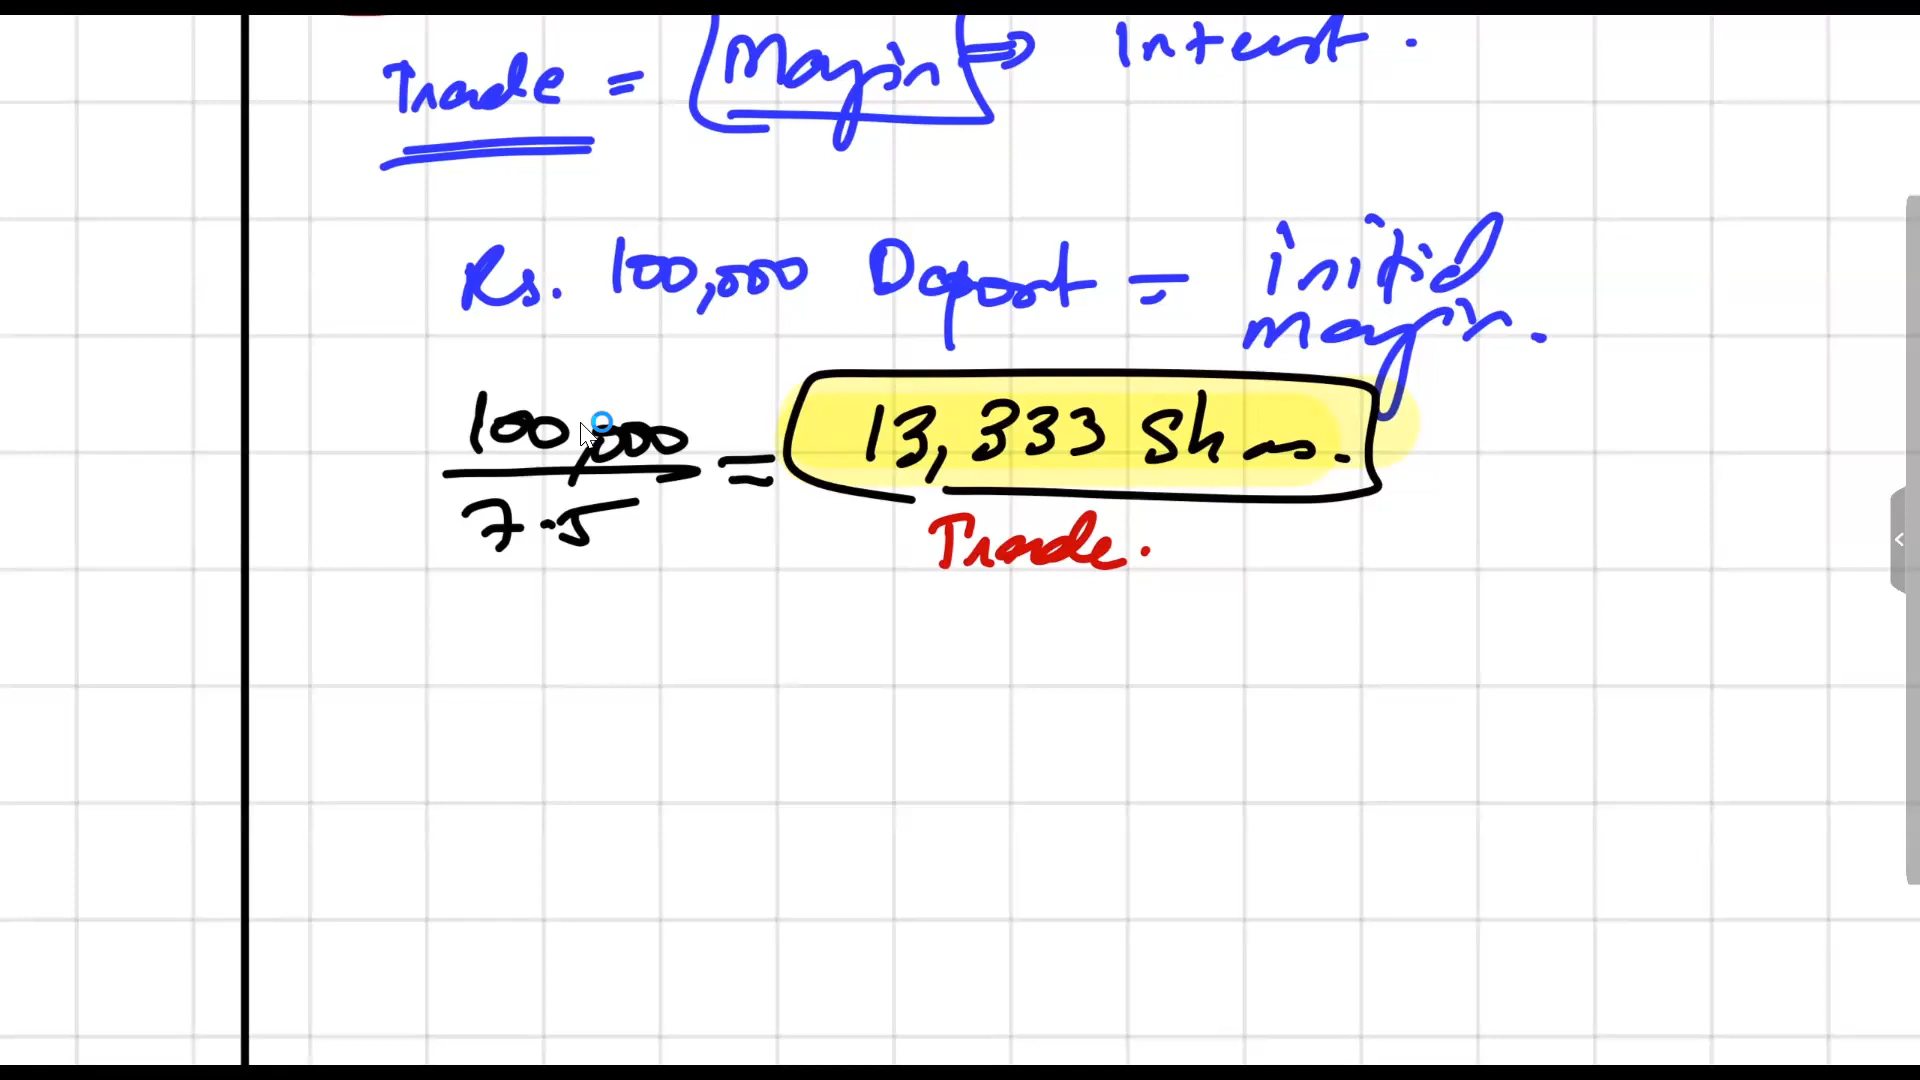 Trade = Margin ⇒ Interest.
Rs. 100,000 Deposit = initial
margin.
100,000
7.5
= 13,333 Shares.
Trade.